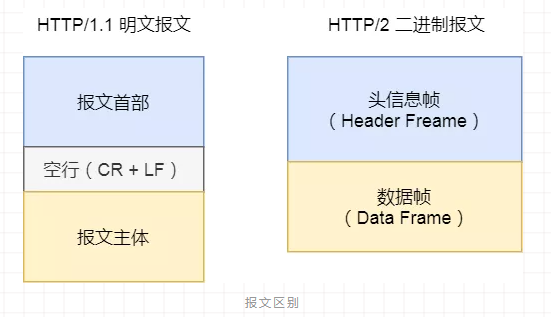 HTTP/1.1 明文报文
HTTP/2 二进制报文
报文首部
空行（CR + LF）
报文主体
头信息帧
（Header Freame）
数据帧
（Data Frame）
报文区别